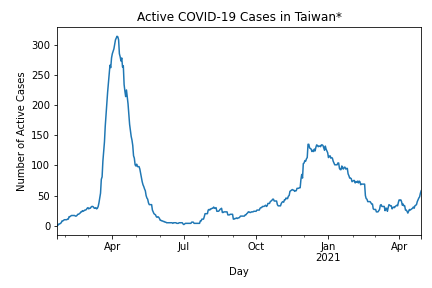 Active COVID-19 Cases in Taiwan*
Number of Active Cases
300
250
200
150
100
50
0
Apr
Jul
Oct
Jan
2021
Apr
Day